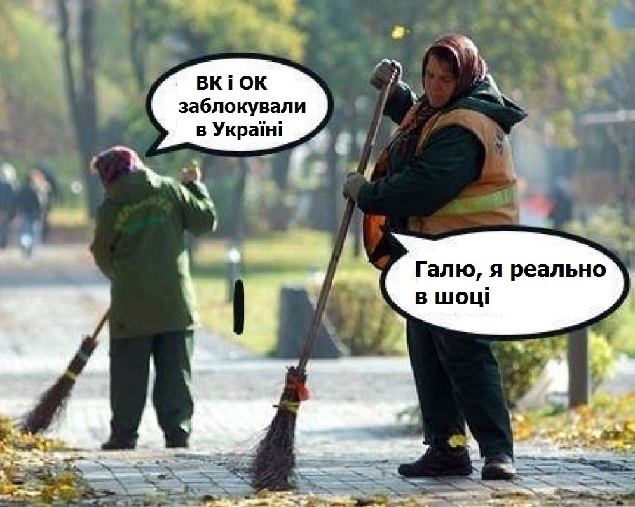 ВК і ОК
заблокували
в Україні
Галю, я реально
в шоці